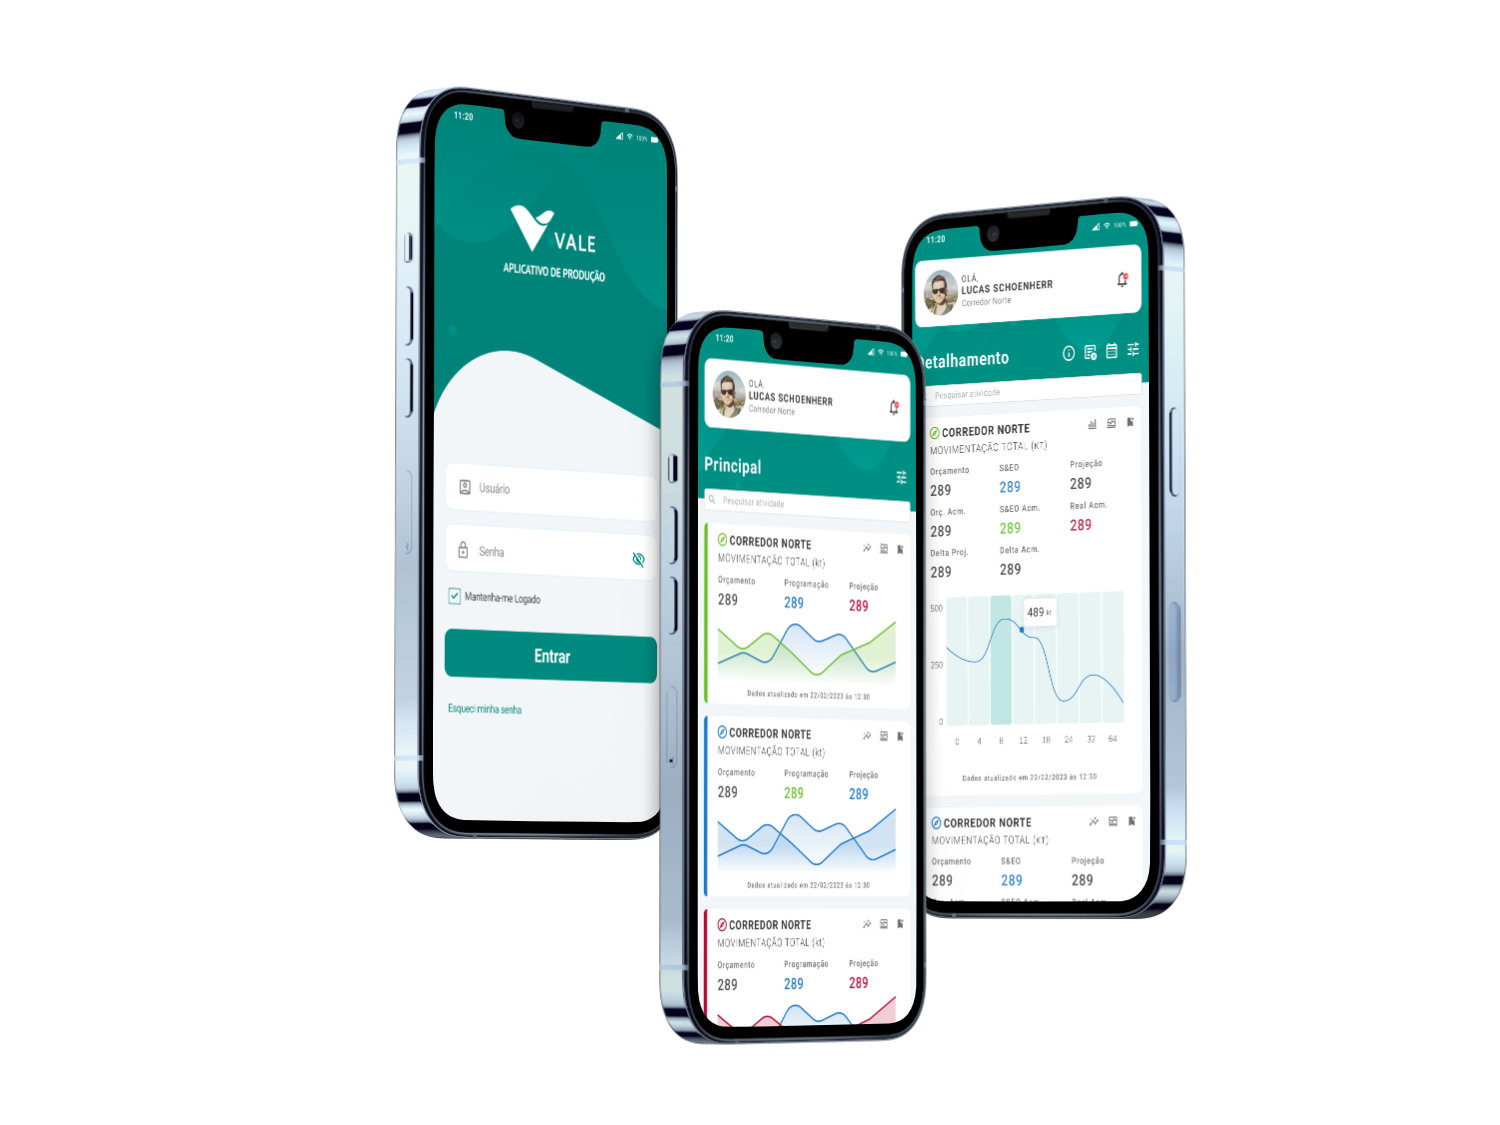 11:20
100%
VALE
APLICATIVO DE PRODUÇÃO
Usuário
Senha
Mantenha-me Logado
Entrar
Esqueci minha senha
11:20
100%
OLÁ,
LUCAS SCHOENHERR
Corredor Norte
Principal
Pesquisar atividade
CORREDOR NORTE
MOVIMENTAÇÃO TOTAL (kt)
Orçamento Programação Projeção
289 289 289
Dados atualizado em 22/02/2023 ás 12:30
CORREDOR NORTE
MOVIMENTAÇÃO TOTAL (kt)
Orçamento Programação Projeção
289 289 289
Dados atualizado em 22/02/2023 ás 12:30
CORREDOR NORTE
MOVIMENTAÇÃO TOTAL (kt)
Orçamento Programação Projeção
289 289 289
11:20
100%
OLÁ,
LUCAS SCHOENHERR
Corredor Norte
etalhamento
Pesquisar atividade
CORREDOR NORTE
MOVIMENTAÇÃO TOTAL (KT)
Orçamento S&EO Projeção
289 289 289
Orç. Acm. S&EO Acm. Real Acm.
289 289 289
Delta Proj. Delta Acm.
289 289
500
489 kt
250
0
0 4 8 12 18 24 32 64
Dados atualizado em 22/02/2023 ás 12:30
CORREDOR NORTE
MOVIMENTAÇÃO TOTAL (KT)
Orçamento S&EO Projeção
289 289 289